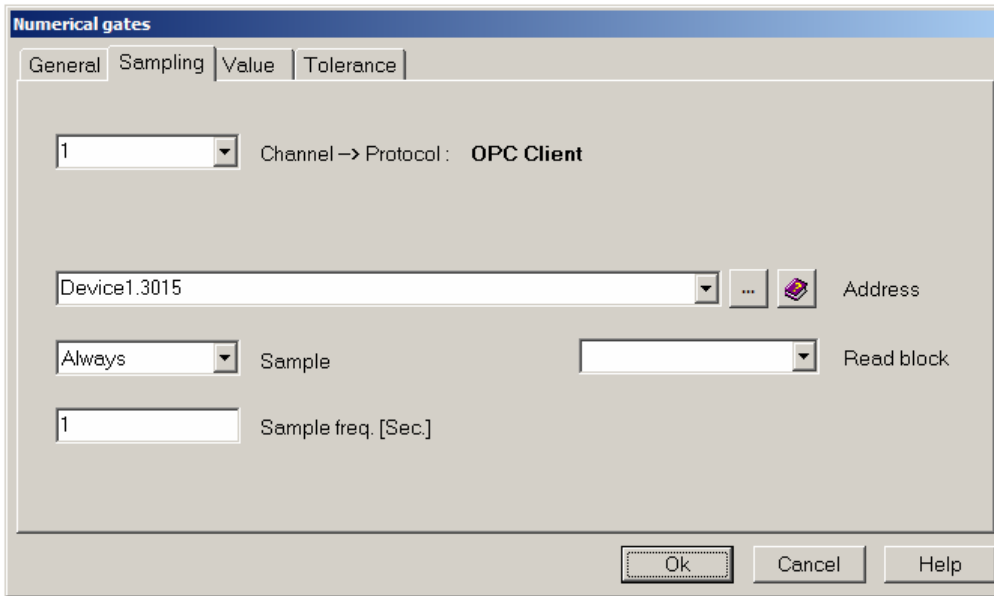 Numerical gates
General Sampling Value Tolerance
1 Channel --> Protocol : OPC Client
Device1.3015 ... Address
Always Sample Read block
1 Sample freq. [Sec.]
Ok Cancel Help